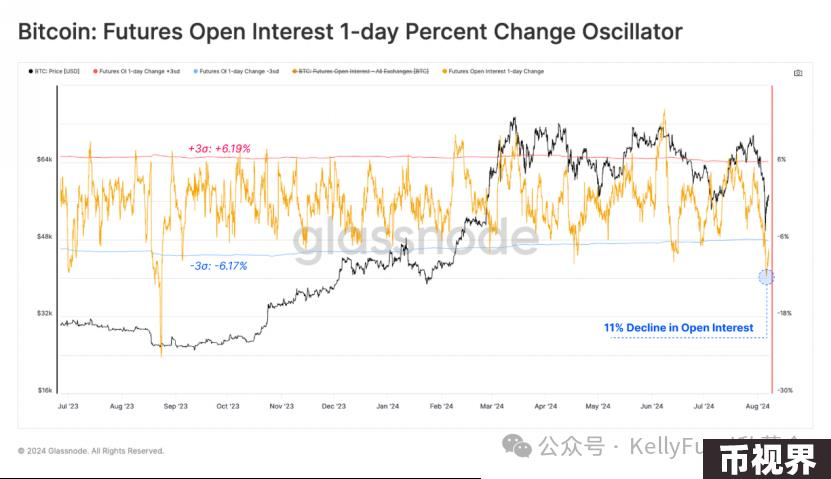 Bitcoin: Futures Open Interest 1-day Percent Change Oscillator
BTC: Price [USD] Futures OI 1-day Change +3sd Futures OI 1-day Change -3sd BTC: Futures Open Interest - All Exchanges [BTC] Futures Open Interest 1-day Change
+3σ: +6.19%
$64k 6%
glassnode
$48k -6%
-3σ: -6.17%
$32k -18%
11% Decline in Open Interest
$16k -30%
Jul '23 Aug '23 Sep '23 Oct '23 Nov '23 Dec '23 Jan '24 Feb '24 Mar '24 Apr '24 May '24 Jun '24 Jul '24 Aug '24
© 2024 Glassnode. All Rights Reserved.
公众号 · KellyFu
币视界